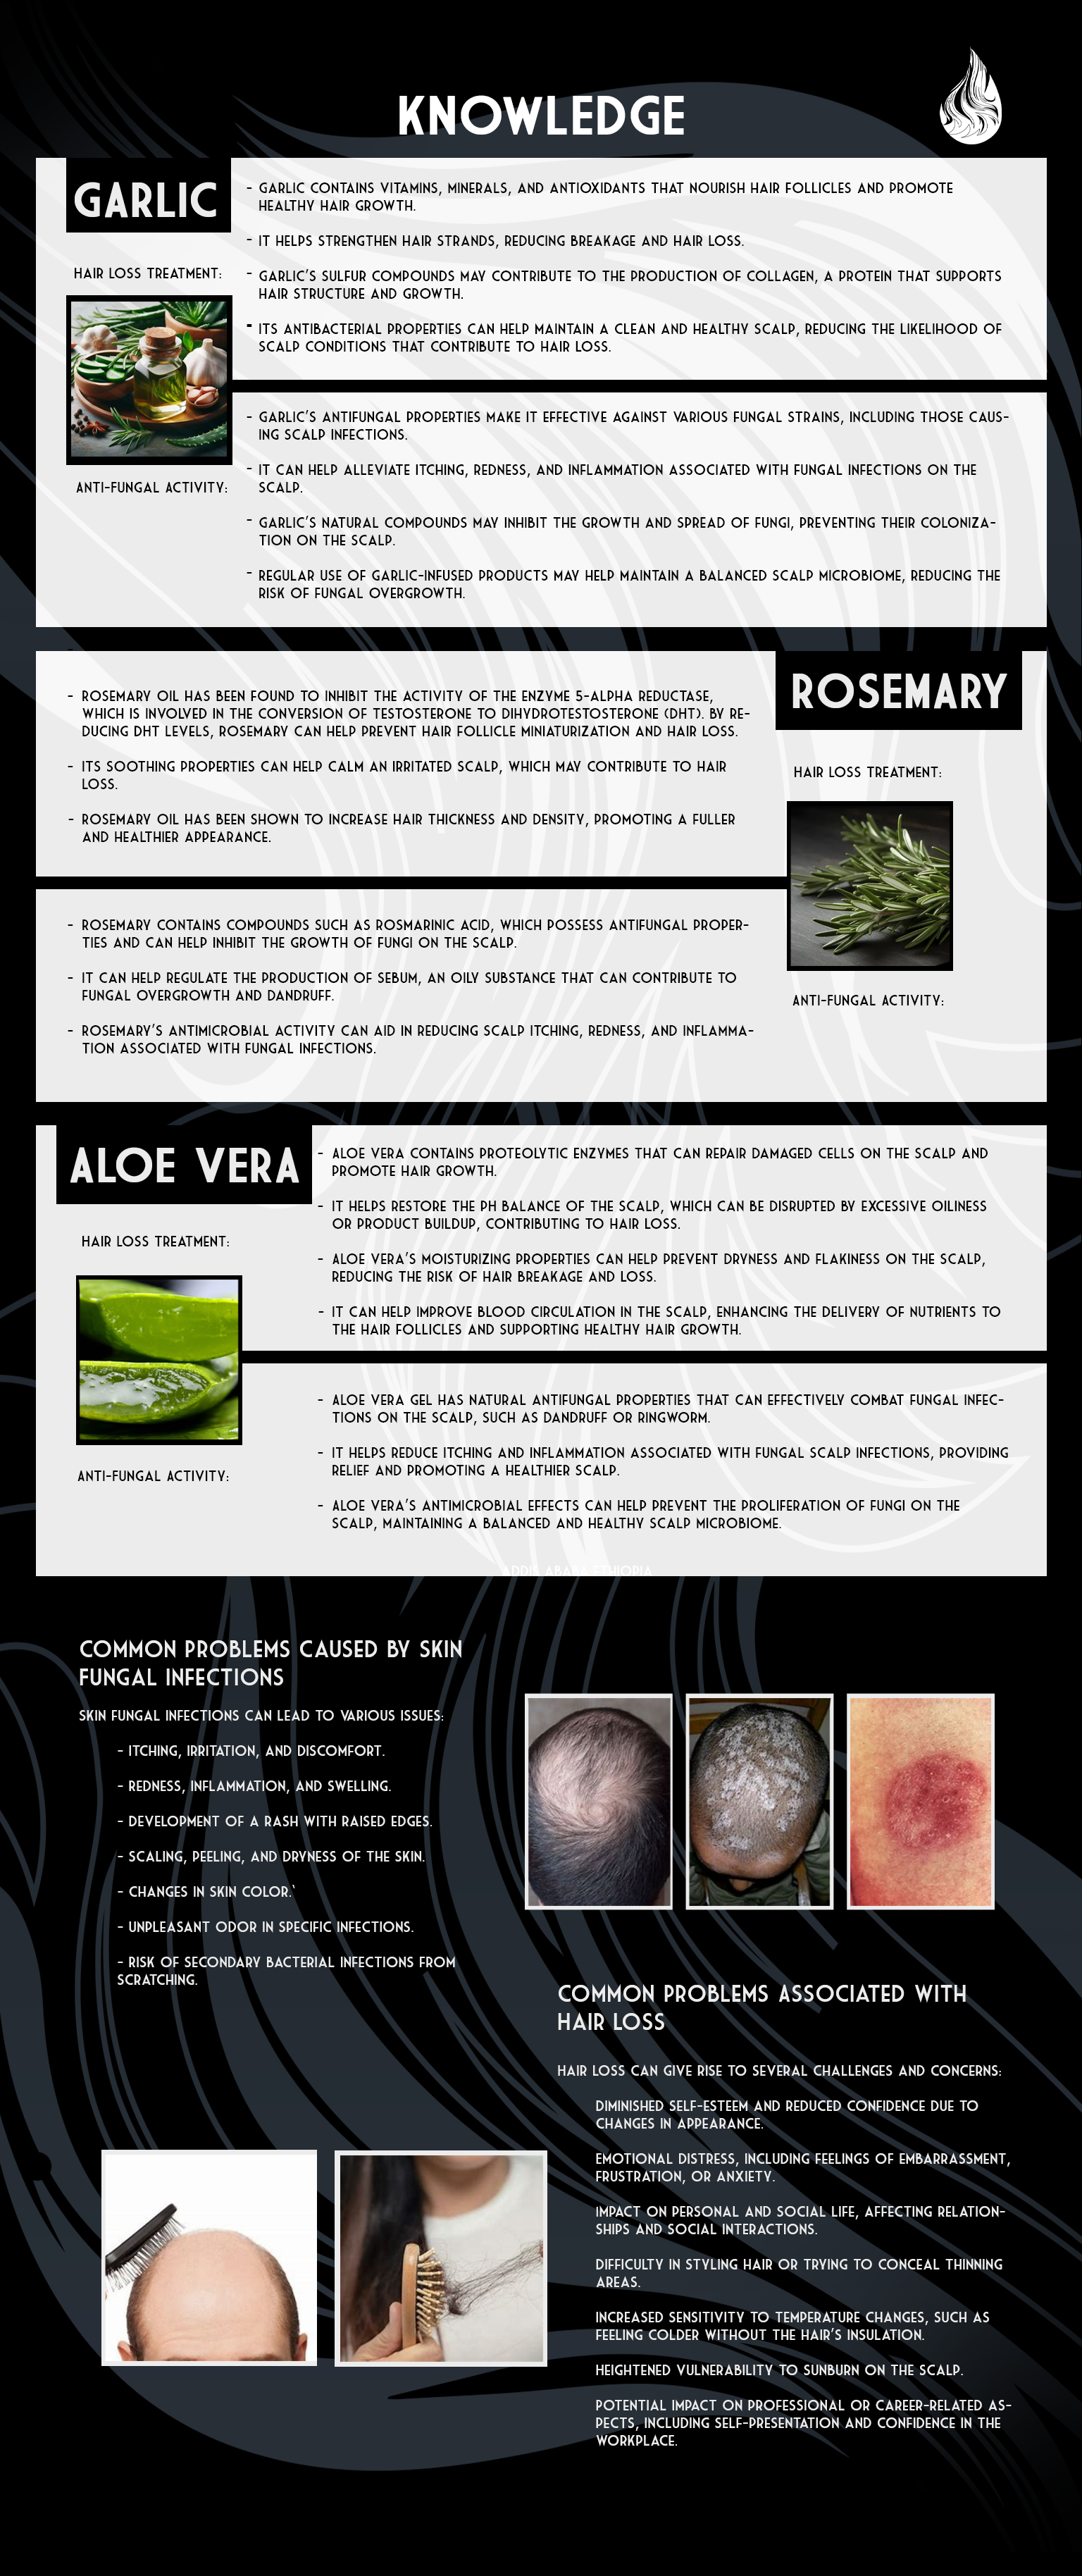 KNOWLEDGE
GARLIC
HAIR LOSS TREATMENT:
- GARLIC CONTAINS VITAMINS, MINERALS, AND ANTIOXIDANTS THAT NOURISH HAIR FOLLICLES AND PROMOTE
HEALTHY HAIR GROWTH.
- IT HELPS STRENGTHEN HAIR STRANDS, REDUCING BREAKAGE AND HAIR LOSS.
- GARLIC'S SULFUR COMPOUNDS MAY CONTRIBUTE TO THE PRODUCTION OF COLLAGEN, A PROTEIN THAT SUPPORTS
HAIR STRUCTURE AND GROWTH.
- ITS ANTIBACTERIAL PROPERTIES CAN HELP MAINTAIN A CLEAN AND HEALTHY SCALP, REDUCING THE LIKELIHOOD OF
SCALP CONDITIONS THAT CONTRIBUTE TO HAIR LOSS.
ANTI-FUNGAL ACTIVITY:
- GARLIC'S ANTIFUNGAL PROPERTIES MAKE IT EFFECTIVE AGAINST VARIOUS FUNGAL STRAINS, INCLUDING THOSE CAUS-
ING SCALP INFECTIONS.
- IT CAN HELP ALLEVIATE ITCHING, REDNESS, AND INFLAMMATION ASSOCIATED WITH FUNGAL INFECTIONS ON THE
SCALP.
- GARLIC'S NATURAL COMPOUNDS MAY INHIBIT THE GROWTH AND SPREAD OF FUNGI, PREVENTING THEIR COLONIZA-
TION ON THE SCALP.
- REGULAR USE OF GARLIC-INFUSED PRODUCTS MAY HELP MAINTAIN A BALANCED SCALP MICROBIOME, REDUCING THE
RISK OF FUNGAL OVERGROWTH.
ROSEMARY
HAIR LOSS TREATMENT:
- ROSEMARY OIL HAS BEEN FOUND TO INHIBIT THE ACTIVITY OF THE ENZYME 5-ALPHA REDUCTASE,
WHICH IS INVOLVED IN THE CONVERSION OF TESTOSTERONE TO DIHYDROTESTOSTERONE (DHT). BY RE-
DUCING DHT LEVELS, ROSEMARY CAN HELP PREVENT HAIR FOLLICLE MINIATURIZATION AND HAIR LOSS.
- ITS SOOTHING PROPERTIES CAN HELP CALM AN IRRITATED SCALP, WHICH MAY CONTRIBUTE TO HAIR
LOSS.
- ROSEMARY OIL HAS BEEN SHOWN TO INCREASE HAIR THICKNESS AND DENSITY, PROMOTING A FULLER
AND HEALTHIER APPEARANCE.
ANTI-FUNGAL ACTIVITY:
- ROSEMARY CONTAINS COMPOUNDS SUCH AS ROSMARINIC ACID, WHICH POSSESS ANTIFUNGAL PROPER-
TIES AND CAN HELP INHIBIT THE GROWTH OF FUNGI ON THE SCALP.
- IT CAN HELP REGULATE THE PRODUCTION OF SEBUM, AN OILY SUBSTANCE THAT CAN CONTRIBUTE TO
FUNGAL OVERGROWTH AND DANDRUFF.
- ROSEMARY'S ANTIMICROBIAL ACTIVITY CAN AID IN REDUCING SCALP ITCHING, REDNESS, AND INFLAMMA-
TION ASSOCIATED WITH FUNGAL INFECTIONS.
ALOE VERA
HAIR LOSS TREATMENT:
- ALOE VERA CONTAINS PROTEOLYTIC ENZYMES THAT CAN REPAIR DAMAGED CELLS ON THE SCALP AND
PROMOTE HAIR GROWTH.
- IT HELPS RESTORE THE PH BALANCE OF THE SCALP, WHICH CAN BE DISRUPTED BY EXCESSIVE OILINESS
OR PRODUCT BUILDUP, CONTRIBUTING TO HAIR LOSS.
- ALOE VERA'S MOISTURIZING PROPERTIES CAN HELP PREVENT DRYNESS AND FLAKINESS ON THE SCALP,
REDUCING THE RISK OF HAIR BREAKAGE AND LOSS.
- IT CAN HELP IMPROVE BLOOD CIRCULATION IN THE SCALP, ENHANCING THE DELIVERY OF NUTRIENTS TO
THE HAIR FOLLICLES AND SUPPORTING HEALTHY HAIR GROWTH.
ANTI-FUNGAL ACTIVITY:
- ALOE VERA GEL HAS NATURAL ANTIFUNGAL PROPERTIES THAT CAN EFFECTIVELY COMBAT FUNGAL INFEC-
TIONS ON THE SCALP, SUCH AS DANDRUFF OR RINGWORM.
- IT HELPS REDUCE ITCHING AND INFLAMMATION ASSOCIATED WITH FUNGAL SCALP INFECTIONS, PROVIDING
RELIEF AND PROMOTING A HEALTHIER SCALP.
- ALOE VERA'S ANTIMICROBIAL EFFECTS CAN HELP PREVENT THE PROLIFERATION OF FUNGI ON THE
SCALP, MAINTAINING A BALANCED AND HEALTHY SCALP MICROBIOME.
ADDIS ABABA ETHIOPIA
COMMON PROBLEMS CAUSED BY SKIN
FUNGAL INFECTIONS
SKIN FUNGAL INFECTIONS CAN LEAD TO VARIOUS ISSUES:
- ITCHING, IRRITATION, AND DISCOMFORT.
- REDNESS, INFLAMMATION, AND SWELLING.
- DEVELOPMENT OF A RASH WITH RAISED EDGES.
- SCALING, PEELING, AND DRYNESS OF THE SKIN.
- CHANGES IN SKIN COLOR.`
- UNPLEASANT ODOR IN SPECIFIC INFECTIONS.
- RISK OF SECONDARY BACTERIAL INFECTIONS FROM
SCRATCHING.
COMMON PROBLEMS ASSOCIATED WITH
HAIR LOSS
HAIR LOSS CAN GIVE RISE TO SEVERAL CHALLENGES AND CONCERNS:
DIMINISHED SELF-ESTEEM AND REDUCED CONFIDENCE DUE TO
CHANGES IN APPEARANCE.
EMOTIONAL DISTRESS, INCLUDING FEELINGS OF EMBARRASSMENT,
FRUSTRATION, OR ANXIETY.
IMPACT ON PERSONAL AND SOCIAL LIFE, AFFECTING RELATION-
SHIPS AND SOCIAL INTERACTIONS.
DIFFICULTY IN STYLING HAIR OR TRYING TO CONCEAL THINNING
AREAS.
INCREASED SENSITIVITY TO TEMPERATURE CHANGES, SUCH AS
FEELING COLDER WITHOUT THE HAIR'S INSULATION.
HEIGHTENED VULNERABILITY TO SUNBURN ON THE SCALP.
POTENTIAL IMPACT ON PROFESSIONAL OR CAREER-RELATED AS-
PECTS, INCLUDING SELF-PRESENTATION AND CONFIDENCE IN THE
WORKPLACE.